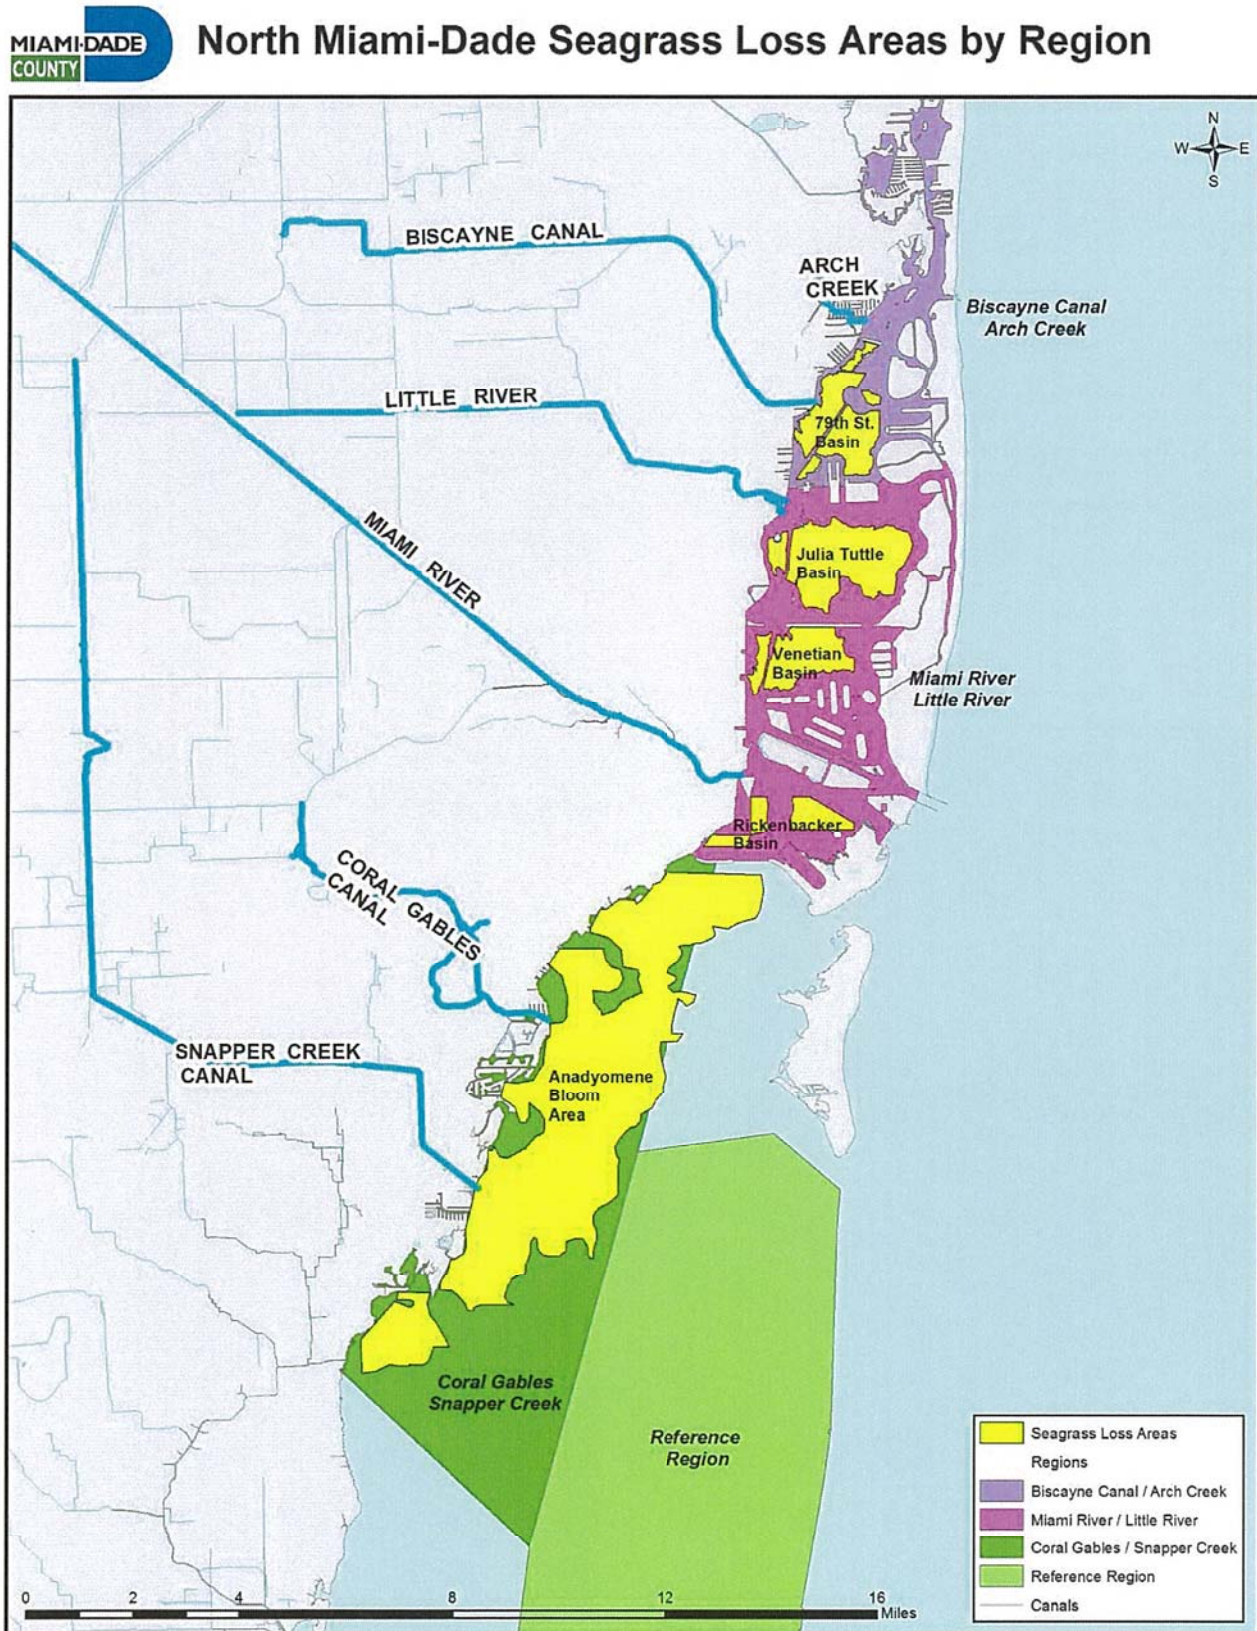 MIAMI-DADE
COUNTY
North Miami-Dade Seagrass Loss Areas by Region
N
W E
S
BISCAYNE CANAL
ARCH
CREEK
Biscayne Canal
Arch Creek
LITTLE RIVER
79th St.
Basin
MIAMI RIVER
Julia Tuttle
Basin
Venetian
Basin
Miami River
Little River
Rickenbacker
Basin
CORAL GABLES
CANAL
SNAPPER CREEK
CANAL
Anadyomene
Bloom
Area
Coral Gables
Snapper Creek
Reference
Region
Seagrass Loss Areas
Regions
Biscayne Canal / Arch Creek
Miami River / Little River
Coral Gables / Snapper Creek
Reference Region
Canals
0 2 4 8 12 16
Miles